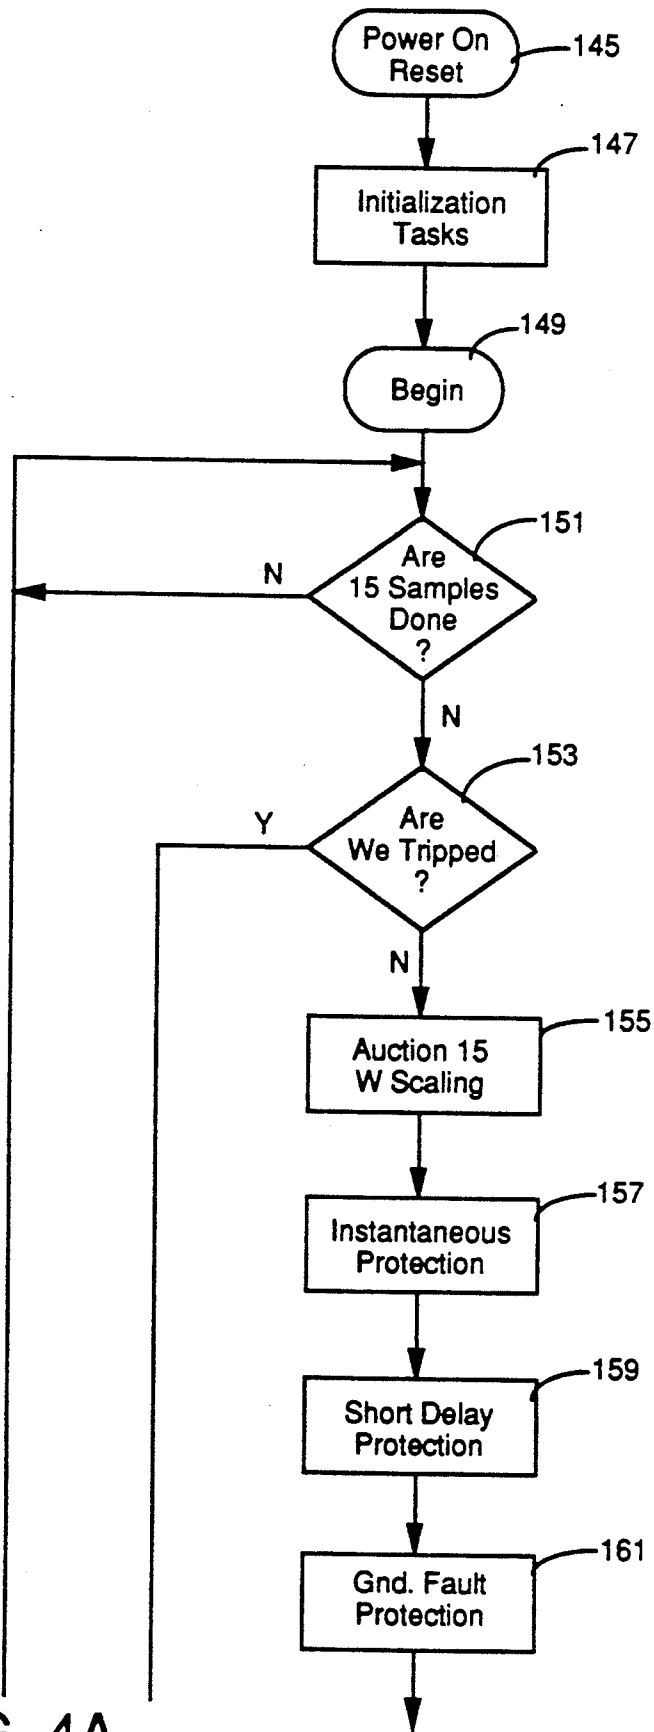 Power On
Reset
145
147
Initialization
Tasks
149
Begin
151
Are
15 Samples
Done
?
N
N
153
Are
We Tripped
?
Y
N
155
Auction 15
W Scaling
157
Instantaneous
Protection
159
Short Delay
Protection
161
Gnd. Fault
Protection
4A